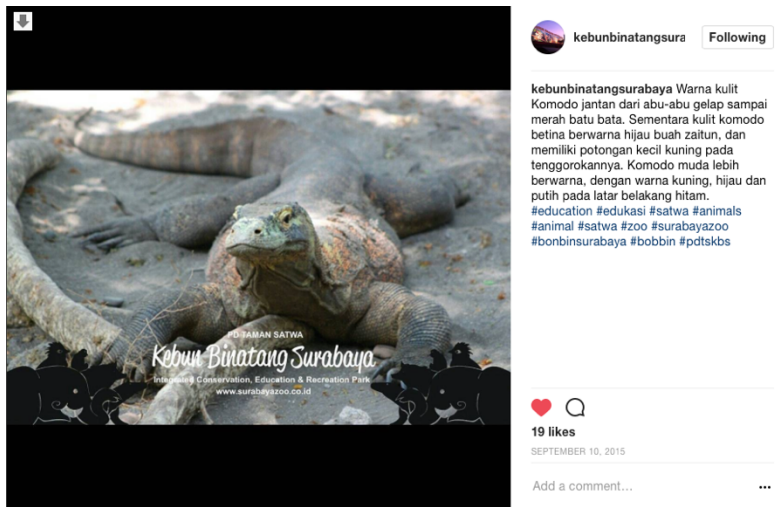 PD TAMAN SATWA
Kebun Binatang Surabaya
Integrated Conservation, Education & Recreation Park
www.surabayazoo.co.id
kebunbinatangsura
Following
kebunbinatangsurabaya Warna kulit
Komodo jantan dari abu-abu gelap sampai
merah batu bata. Sementara kulit komodo
betina berwarna hijau buah zaitun, dan
memiliki potongan kecil kuning pada
tenggorokannya. Komodo muda lebih
berwarna, dengan warna kuning, hijau dan
putih pada latar belakang hitam.
#education #edukasi #satwa #animals
#animal #satwa #zoo #surabayazoo
#bonbinsurabaya #bobbin #pdtskbs
19 likes
SEPTEMBER 10, 2015
Add a comment…